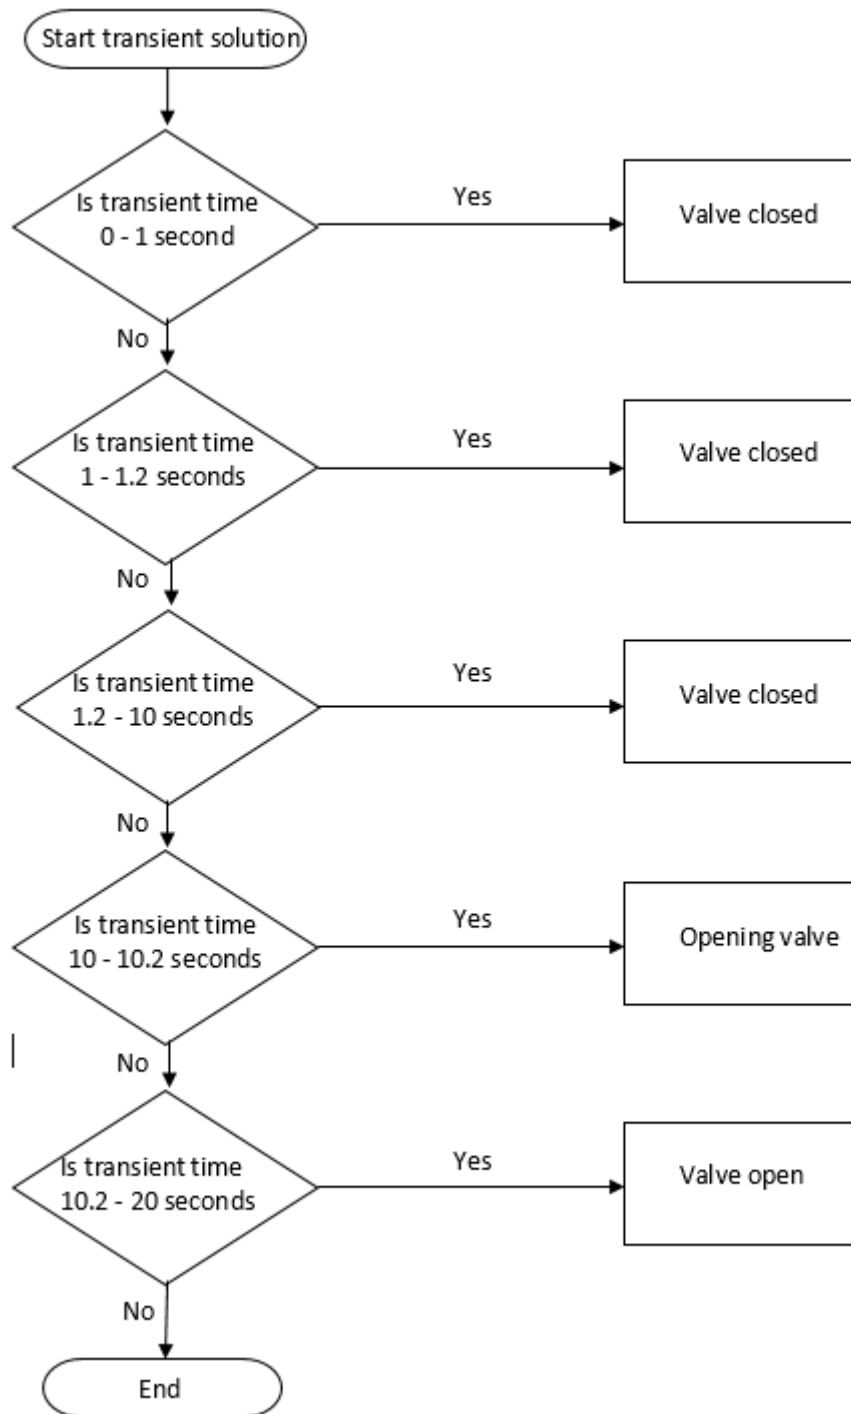 Start transient solution
Is transient time
0 - 1 second
Yes
Valve closed
No
Is transient time
1 - 1.2 seconds
Yes
Valve closed
No
Is transient time
1.2 - 10 seconds
Yes
Valve closed
No
Is transient time
10 - 10.2 seconds
Yes
Opening valve
No
Is transient time
10.2 - 20 seconds
Yes
Valve open
No
End